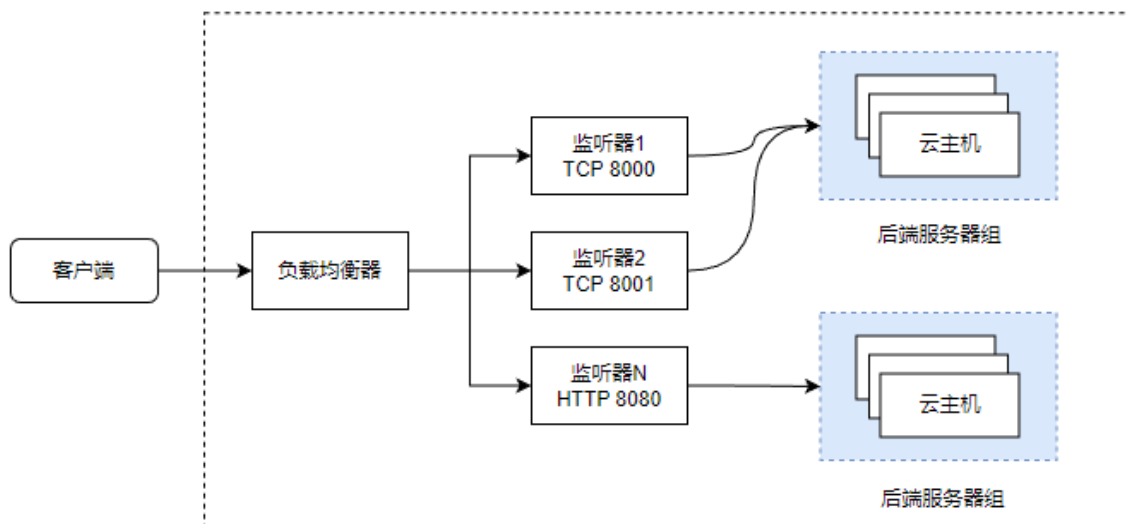 客户端
负载均衡器
监听器1
TCP 8000
监听器2
TCP 8001
监听器N
HTTP 8080
云主机
后端服务器组
云主机
后端服务器组